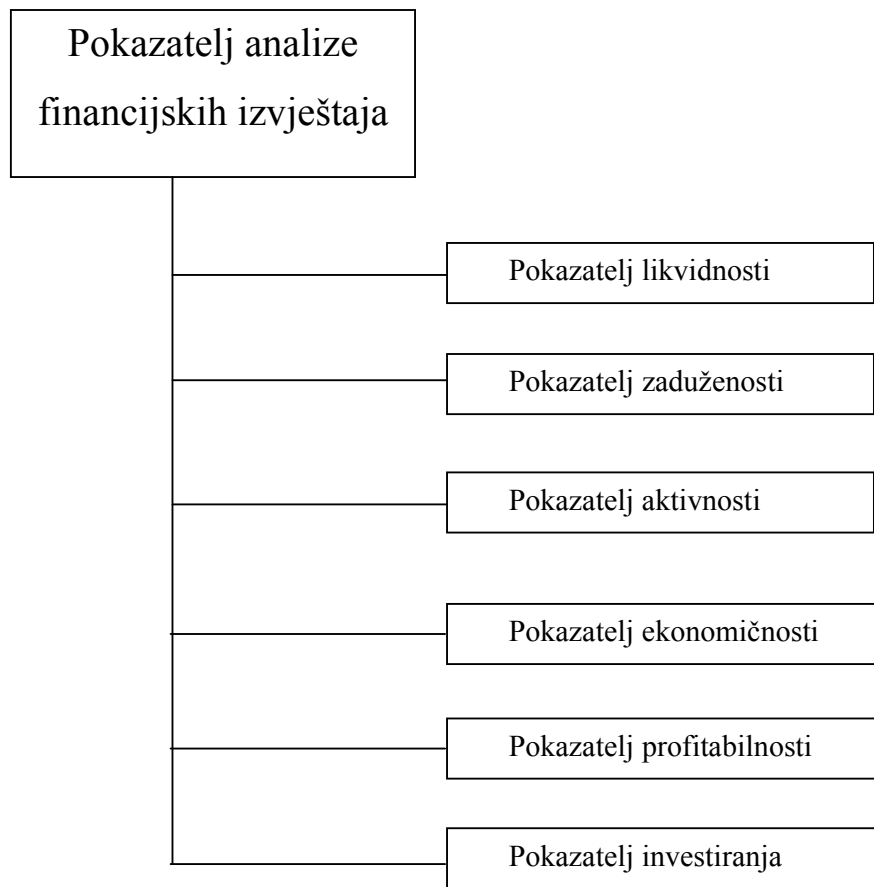 Pokazatelj analize
financijskih izvještaja
Pokazatelj likvidnosti
Pokazatelj zaduženosti
Pokazatelj aktivnosti
Pokazatelj ekonomičnosti
Pokazatelj profitabilnosti
Pokazatelj investiranja